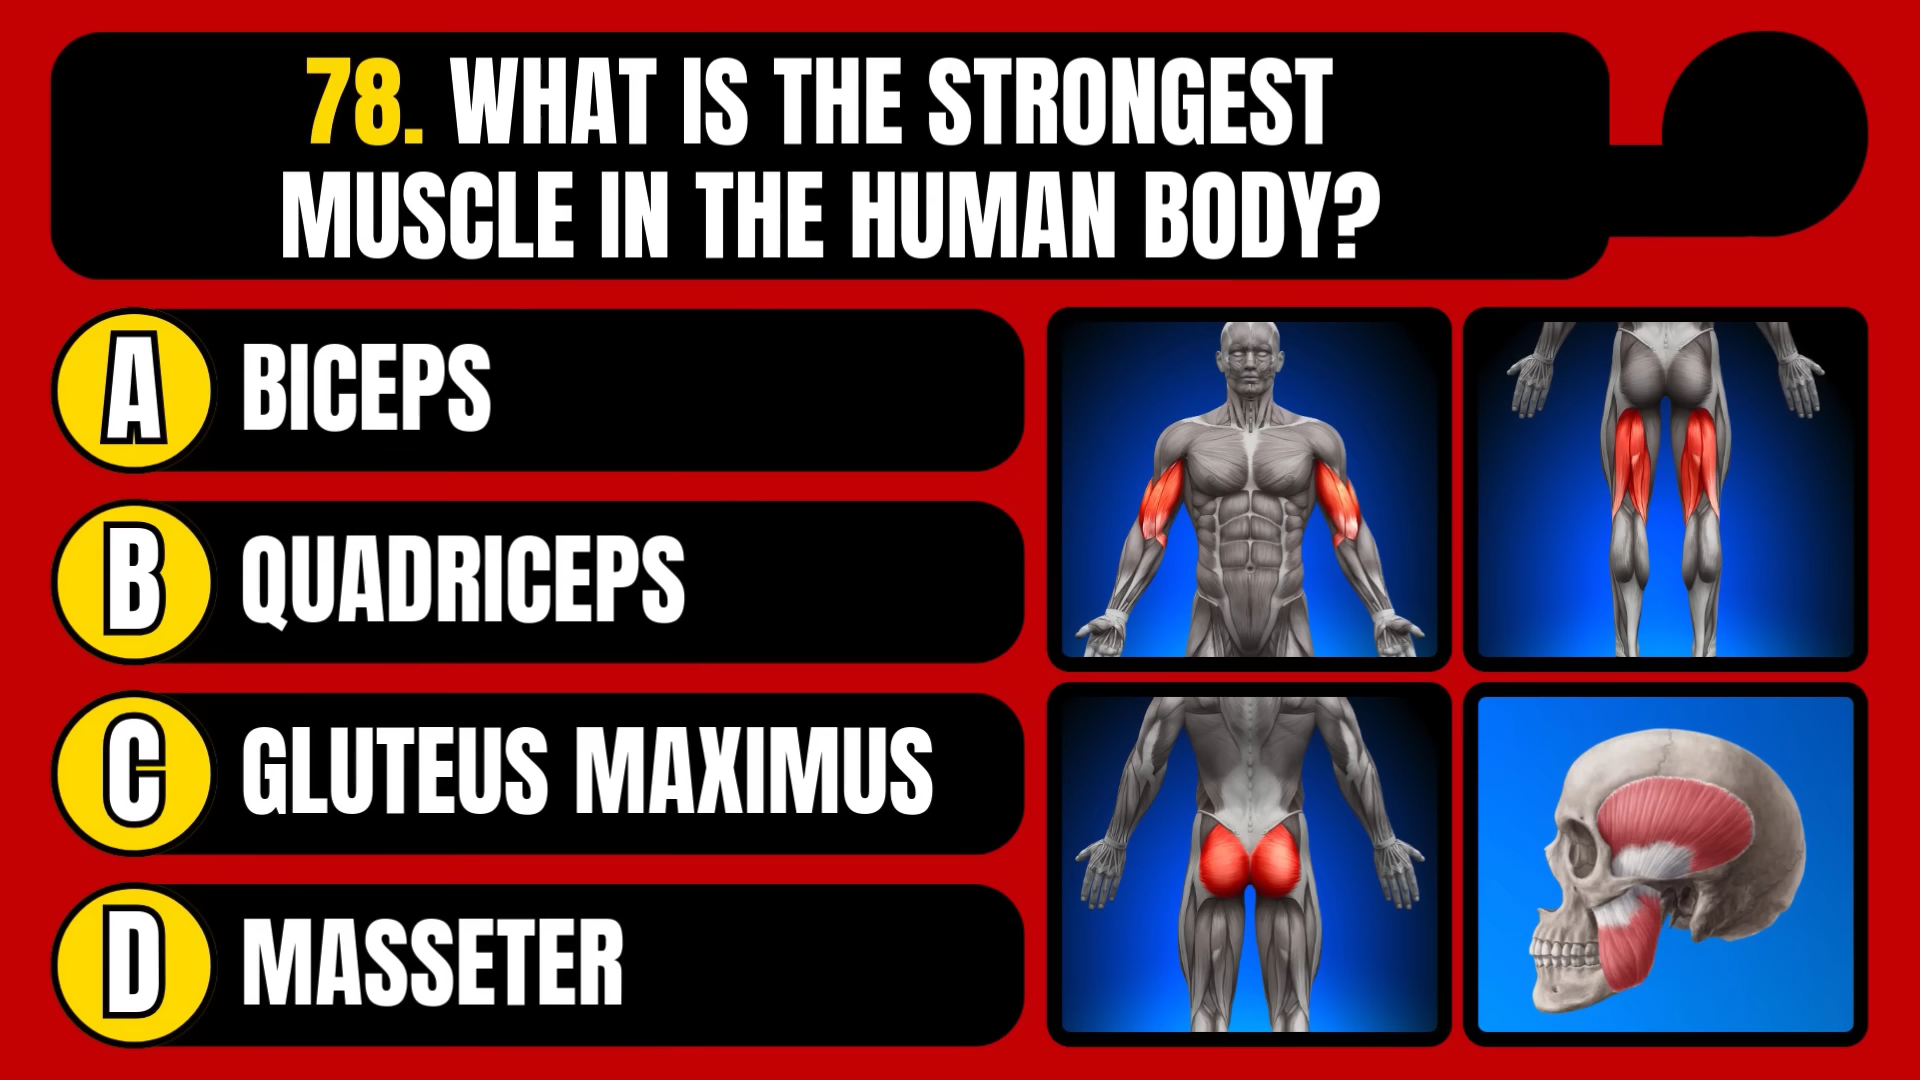 78. WHAT IS THE STRONGEST
MUSCLE IN THE HUMAN BODY?
A BICEPS
B QUADRICEPS
C GLUTEUS MAXIMUS
D MASSETER